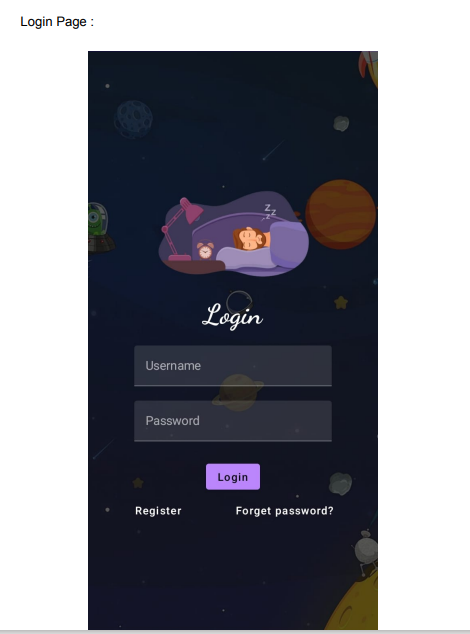 Login Page :
z
z
z
Login
Username
Password
Login
Register Forget password?